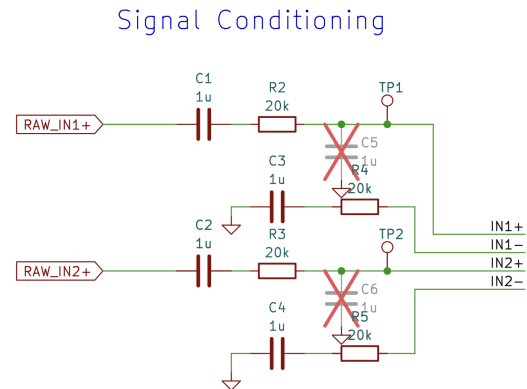 Signal Conditioning
C1
1u
R2
20k
TP1
RAW_IN1+
C5
1u
C3
1u
R4
20k
C2
1u
R3
20k
TP2
IN1+
IN1-
IN2+
IN2-
RAW_IN2+
C6
1u
C4
1u
R5
20k